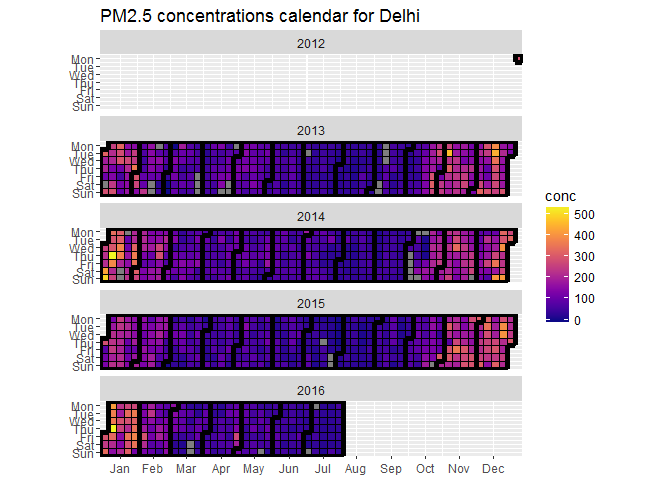 PM2.5 concentrations calendar for Delhi
2012
Mon
Tue
Wed
Thu
Fri
Sat
Sun
2013
Mon
Tue
Wed
Thu
Fri
Sat
Sun
2014
Mon
Tue
Wed
Thu
Fri
Sat
Sun
2015
Mon
Tue
Wed
Thu
Fri
Sat
Sun
2016
Mon
Tue
Wed
Thu
Fri
Sat
Sun
Jan Feb Mar Apr May Jun Jul Aug Sep Oct Nov Dec
conc
500
400
300
200
100
0